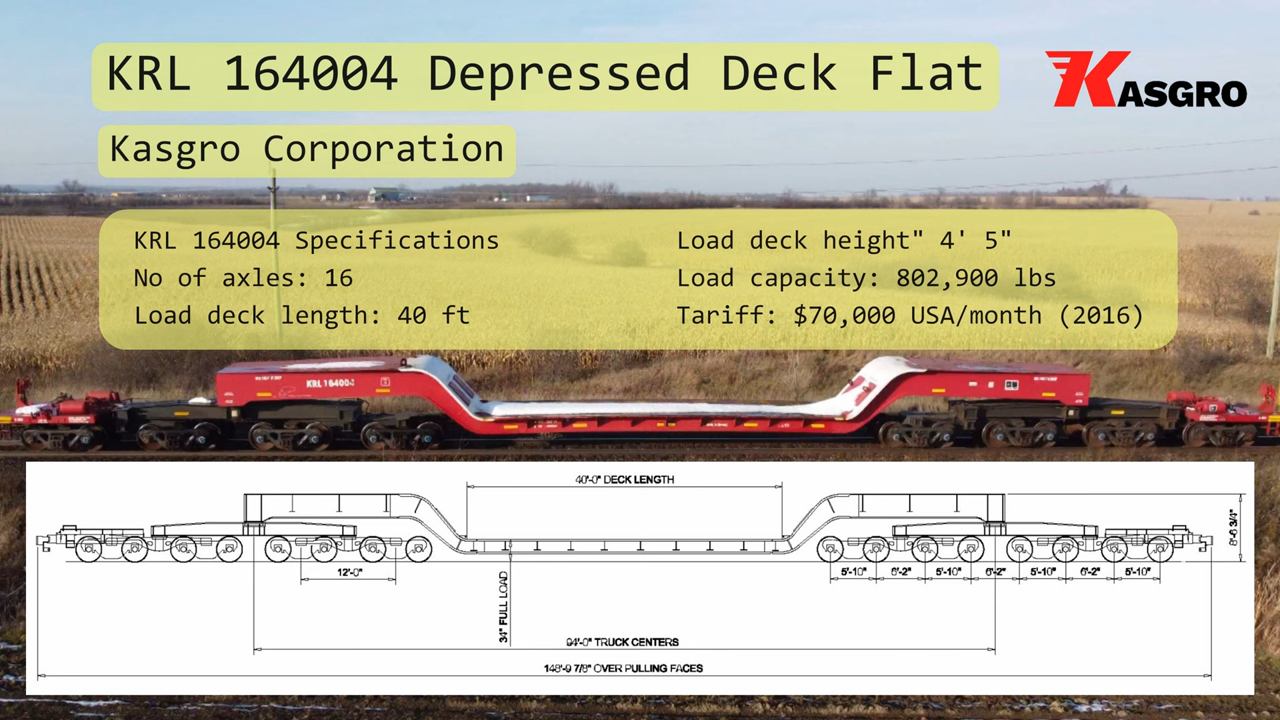 KRL 164004 Depressed Deck Flat
KASGRO
Kasgro Corporation
KRL 164004 Specifications
No of axles: 16
Load deck length: 40 ft
Load deck height" 4' 5"
Load capacity: 802,900 lbs
Tariff: $70,000 USA/month (2016)
40'-0" DECK LENGTH
8'-6 3/4"
12'-0"
5'-10" 6'-2" 5'-10" 6'-2" 5'-10" 6'-2" 5'-10"
34" FULL LOAD
94'-0" TRUCK CENTERS
148'-9 7/8" OVER PULLING FACES